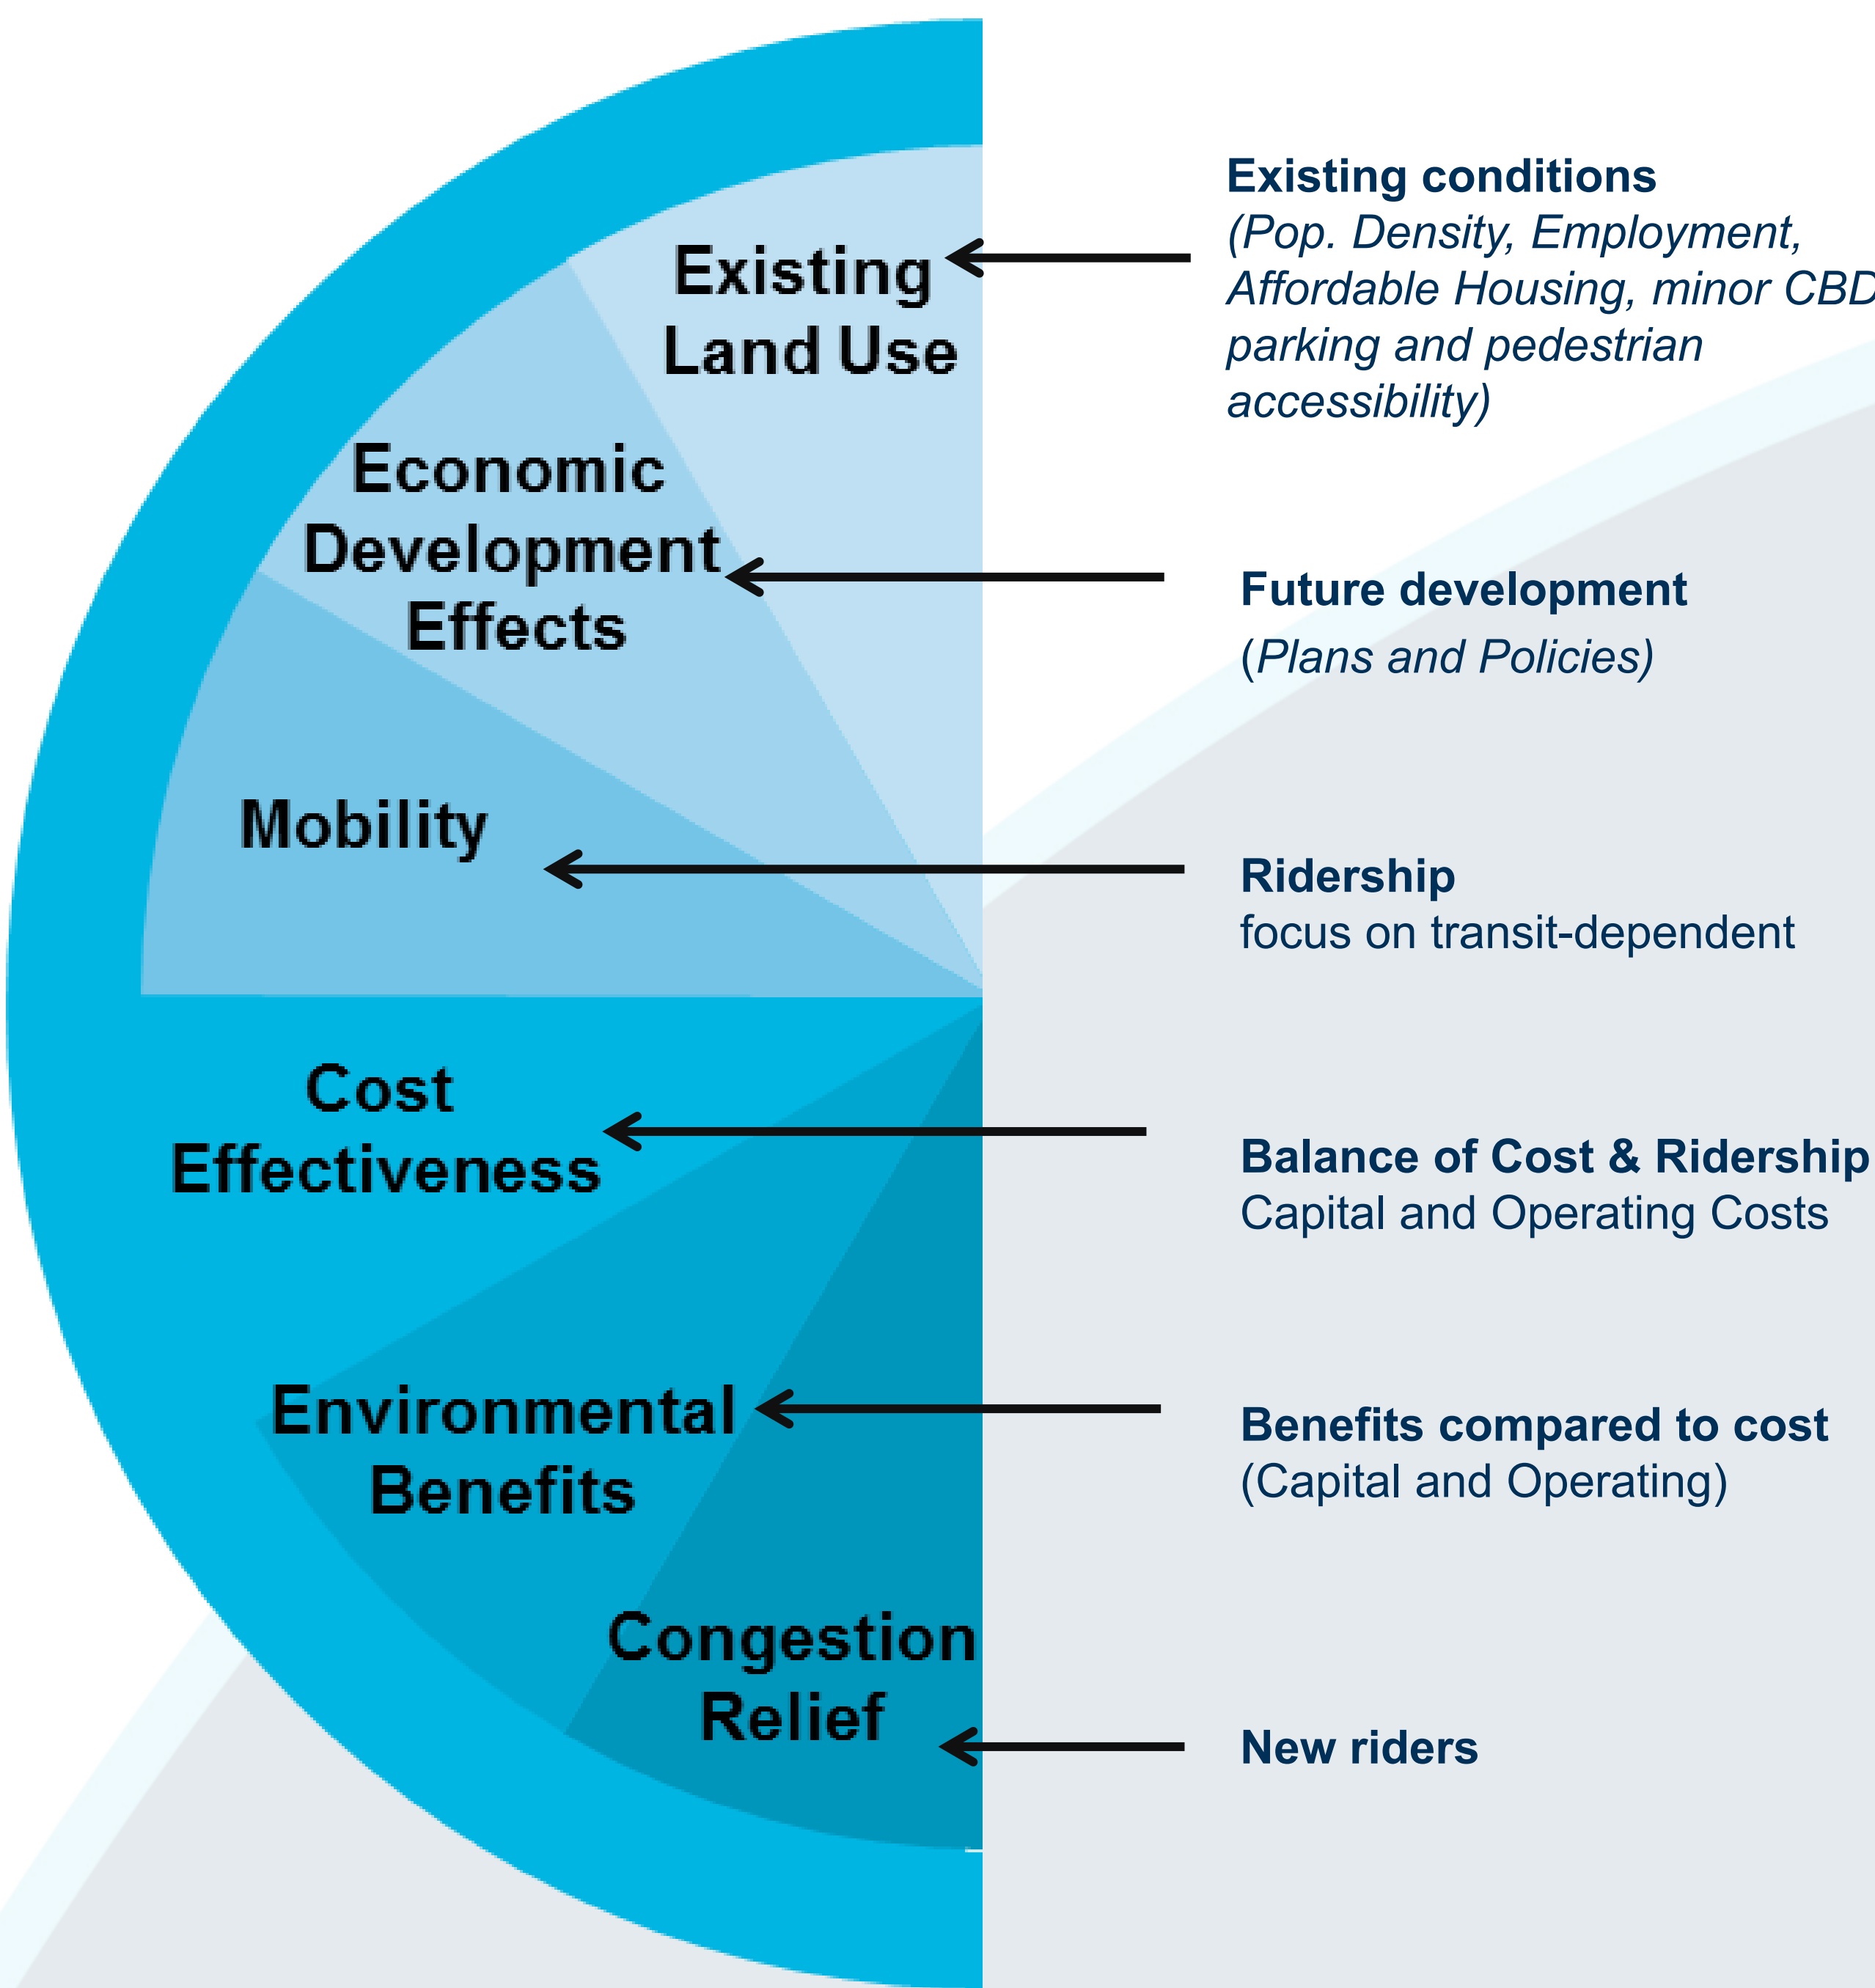 Existing
Land Use
Existing conditions
(Pop. Density, Employment,
Affordable Housing, minor CBD
parking and pedestrian
accessibility)
Economic
Development
Effects
Future development
(Plans and Policies)
Mobility
Ridership
focus on transit-dependent
Cost
Effectiveness
Balance of Cost & Ridership
Capital and Operating Costs
Environmental
Benefits
Benefits compared to cost
(Capital and Operating)
Congestion
Relief
New riders